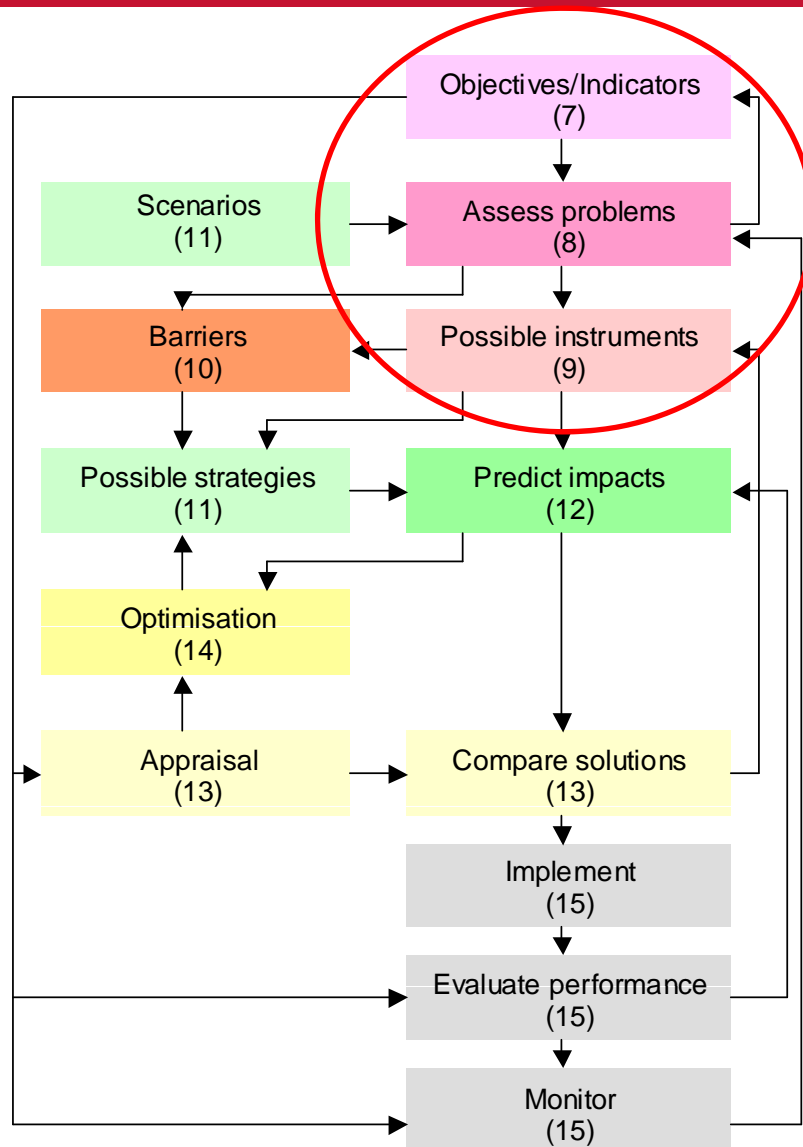 Objectives/Indicators
(7)
Scenarios
(11)
Assess problems
(8)
Barriers
(10)
Possible instruments
(9)
Possible strategies
(11)
Predict impacts
(12)
Optimisation
(14)
Appraisal
(13)
Compare solutions
(13)
Implement
(15)
Evaluate performance
(15)
Monitor
(15)